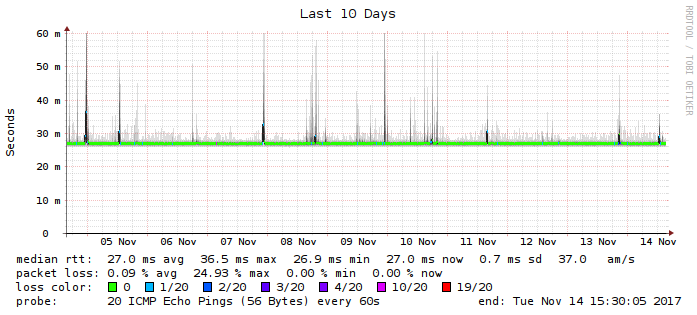 Last 10 Days
RRDTOOL / TOBI OETIKER
Seconds
60 m
50 m
40 m
30 m
20 m
10 m
0
05 Nov 06 Nov 07 Nov 08 Nov 09 Nov 10 Nov 11 Nov 12 Nov 13 Nov 14 Nov
median rtt: 27.0 ms avg 36.5 ms max 26.9 ms min 27.0 ms now 0.7 ms sd 37.0 am/s
packet loss: 0.09 % avg 24.93 % max 0.00 % min 0.00 % now
loss color: 0 1/20 2/20 3/20 4/20 10/20 19/20
probe: 20 ICMP Echo Pings (56 Bytes) every 60s end: Tue Nov 14 15:30:05 2017